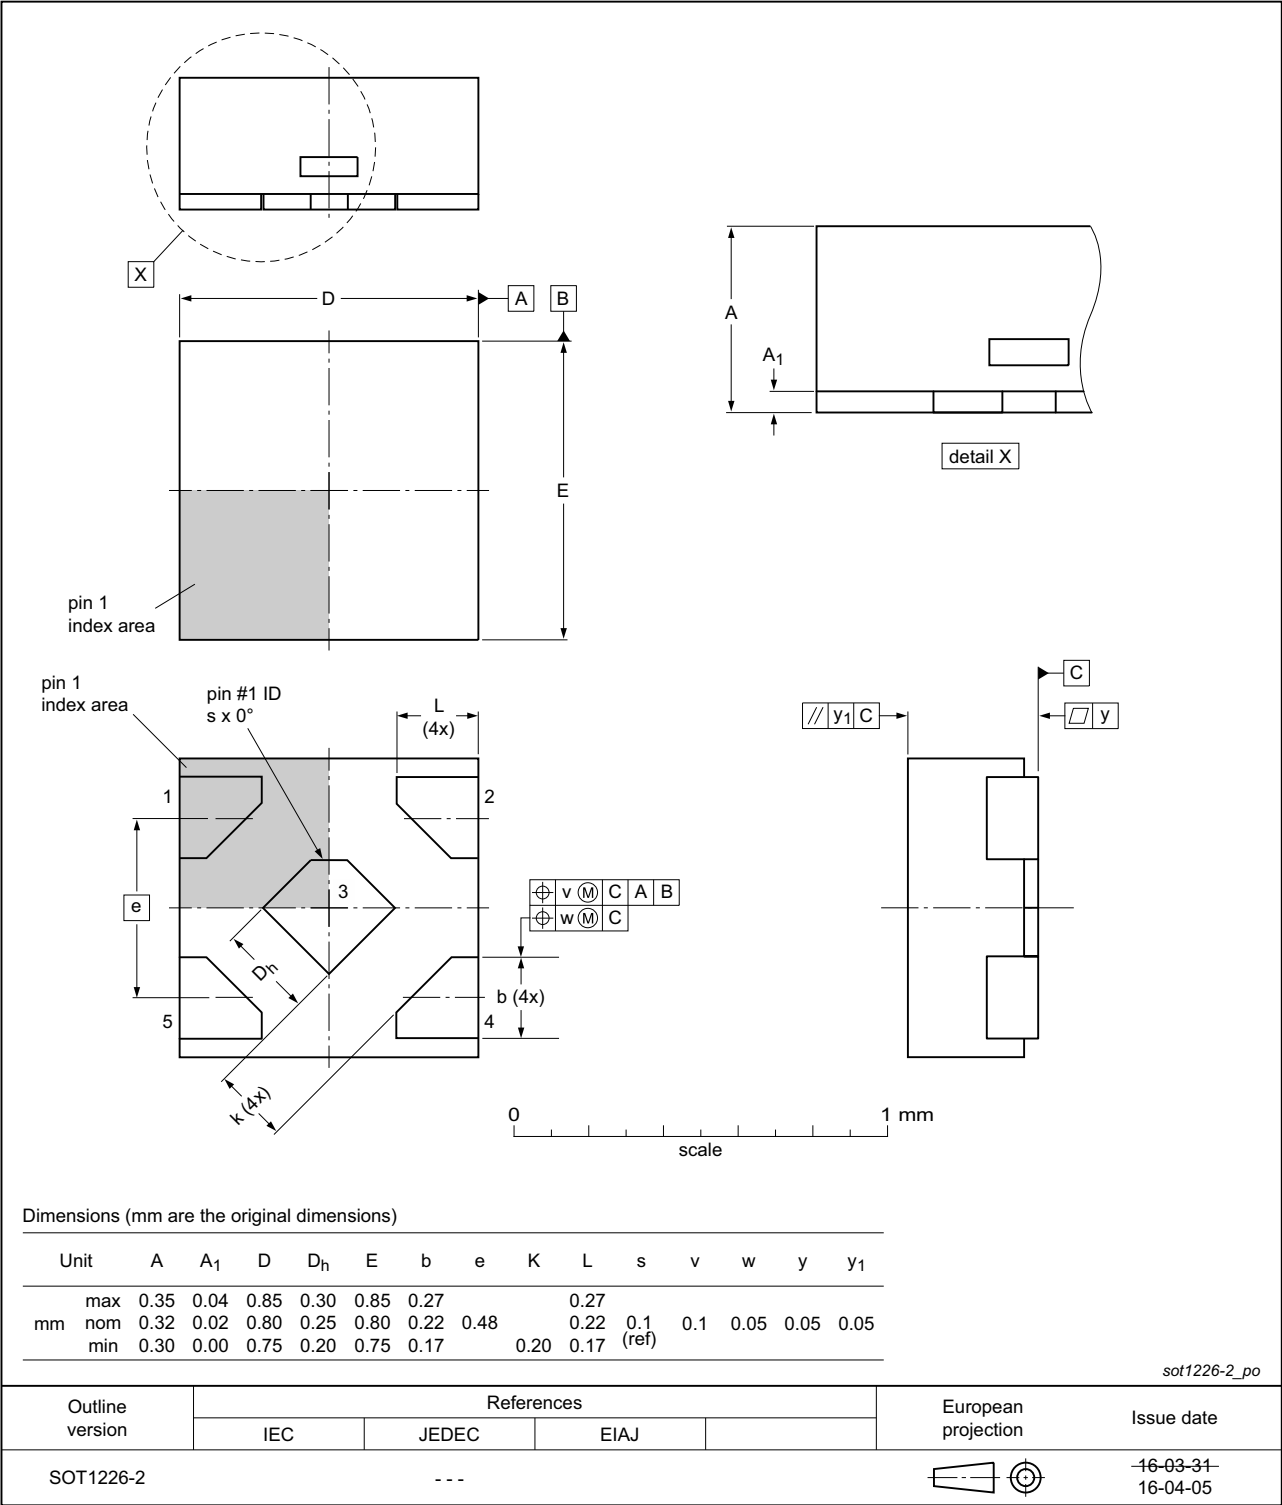 X
D
A
B
A
A1
detail X
E
pin 1
index area
pin 1
index area
pin #1 ID
s x 0°
L
(4x)
C
// y1 C
y
1
2
3
e
v M C A B
w M C
Dh
b (4x)
5
4
k (4x)
0
1 mm
scale
Dimensions (mm are the original dimensions)
Unit A A1 D Dh E b e K L s v w y y1
max 0.35 0.04 0.85 0.30 0.85 0.27 0.27
mm nom 0.32 0.02 0.80 0.25 0.80 0.22 0.48 0.22 0.1 0.1 0.05 0.05 0.05
(ref)
min 0.30 0.00 0.75 0.20 0.75 0.17 0.20 0.17
sot1226-2_po
Outline
version
References
IEC JEDEC EIAJ
European
projection
Issue date
SOT1226-2
- - -
16-03-31
16-04-05